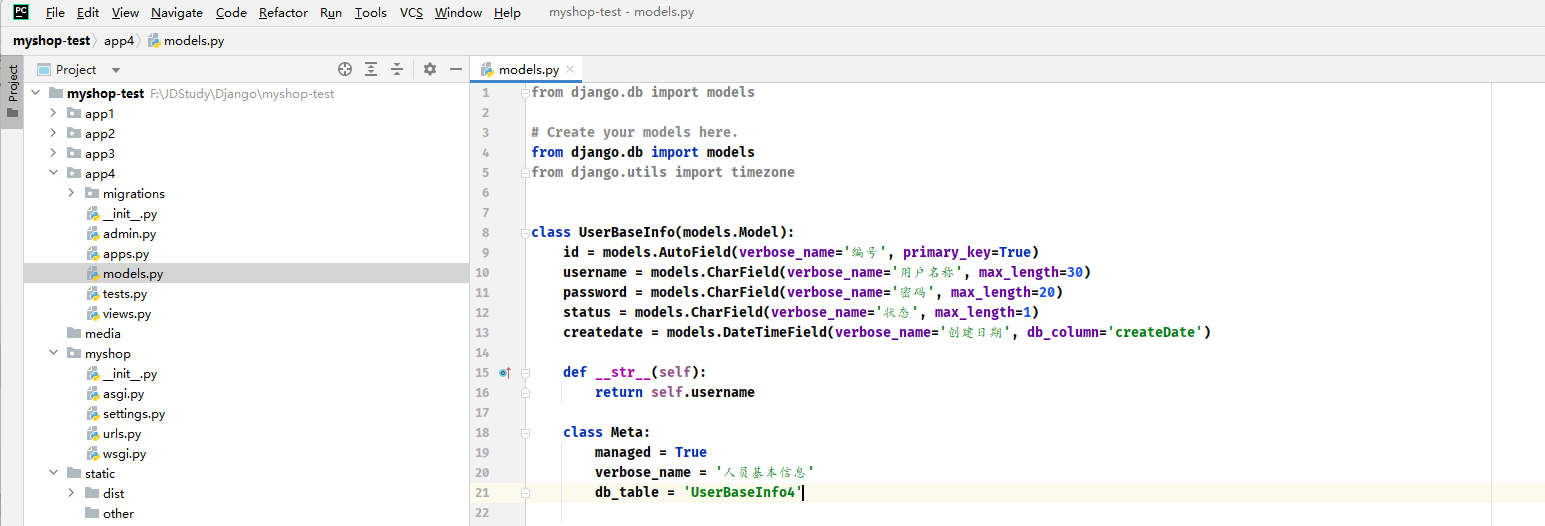 PC File Edit View Navigate Code Refactor Run Tools VCS Window Help myshop-test - models.py
myshop-test app4 models.py
Project
Project
models.py
myshop-test F:\JDStudy\Django\myshop-test
app1
app2
app3
app4
migrations
__init__.py
admin.py
apps.py
models.py
tests.py
views.py
media
myshop
__init__.py
asgi.py
settings.py
urls.py
wsgi.py
static
dist
other
1 from django.db import models
2
3 # Create your models here.
4 from django.db import models
5 from django.utils import timezone
6
7
8 class UserBaseInfo(models.Model):
9 id = models.AutoField(verbose_name='编号', primary_key=True)
10 username = models.CharField(verbose_name='用户名称', max_length=30)
11 password = models.CharField(verbose_name='密码', max_length=20)
12 status = models.CharField(verbose_name='状态', max_length=1)
13 createdate = models.DateTimeField(verbose_name='创建日期', db_column='createDate')
14
15 def __str__(self):
16 return self.username
17
18 class Meta:
19 managed = True
20 verbose_name = '人员基本信息'
21 db_table = 'UserBaseInfo4'
22